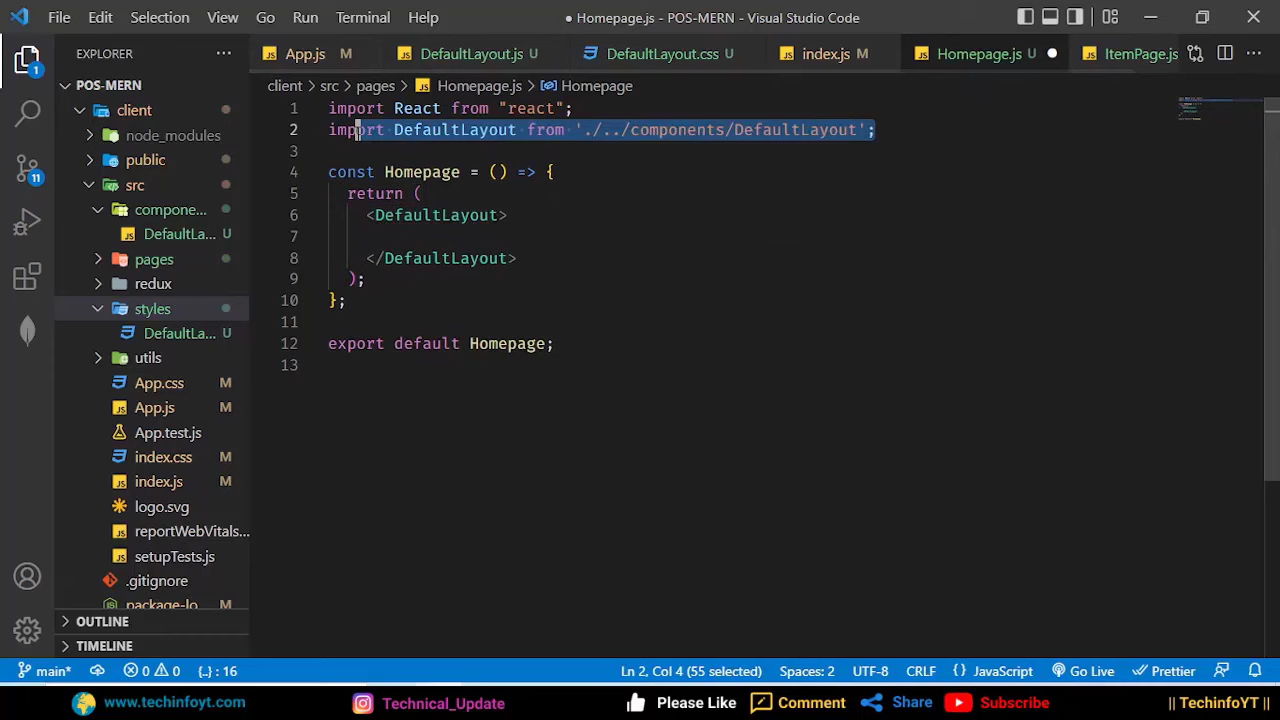 File Edit Selection View Go Run Terminal Help
● Homepage.js - POS-MERN - Visual Studio Code
EXPLORER
App.js M
DefaultLayout.js U
DefaultLayout.css U
index.js M
Homepage.js U
ItemPage.js
client > src > pages > Homepage.js > Homepage
1
POS-MERN
client
node_modules
public
src
compone...
DefaultLa... U
pages
redux
styles
DefaultLa... U
utils
App.css M
App.js M
App.test.js
index.css M
index.js M
logo.svg
reportWebVitals...
setupTests.js
.gitignore
package-lo M
OUTLINE
TIMELINE
11
1 import React from "react";
2 import DefaultLayout from './../components/DefaultLayout';
3
4 const Homepage = () => {
5 return (
6 <DefaultLayout>
7
8 </DefaultLayout>
9 );
10 };
11
12 export default Homepage;
13
main* 0 0 {..} : 16 Ln 2, Col 4 (55 selected) Spaces: 2 UTF-8 CRLF {} JavaScript Go Live Prettier
www.techinfoyt.com Technical_Update Please Like Comment Share Subscribe || TechinfoYT ||